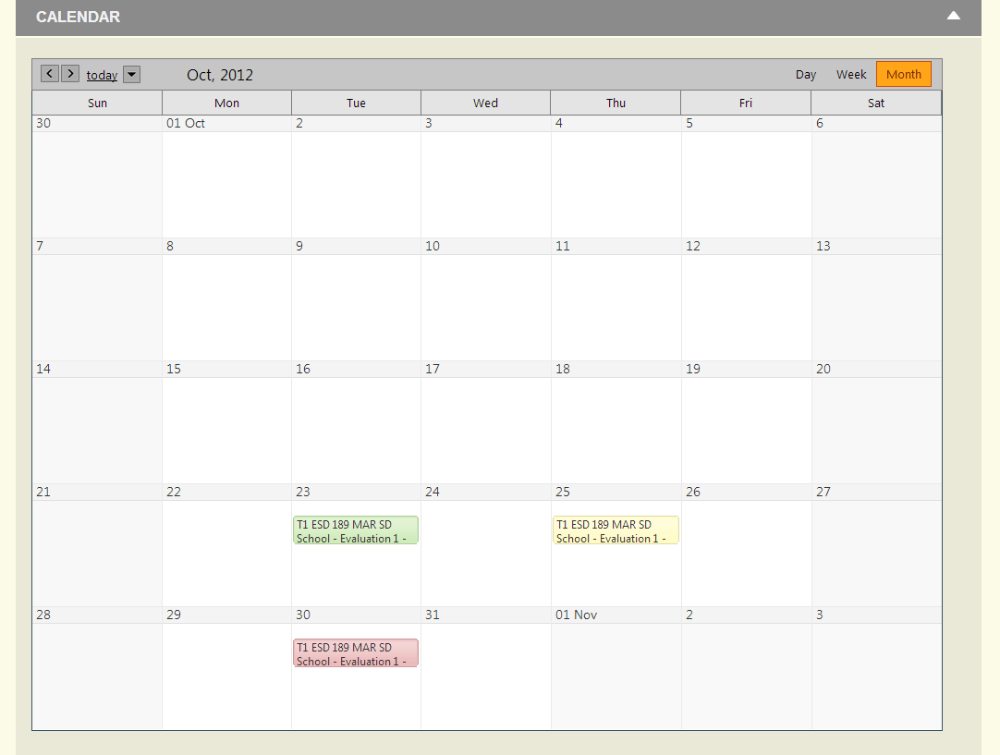 CALENDAR
today Oct, 2012 Day Week Month
Sun Mon Tue Wed Thu Fri Sat
30 01 Oct 2 3 4 5 6
7 8 9 10 11 12 13
14 15 16 17 18 19 20
21 22 23 24 25 26 27
T1 ESD 189 MAR SD
School - Evaluation 1 -
T1 ESD 189 MAR SD
School - Evaluation 1 -
28 29 30 31 01 Nov 2 3
T1 ESD 189 MAR SD
School - Evaluation 1 -